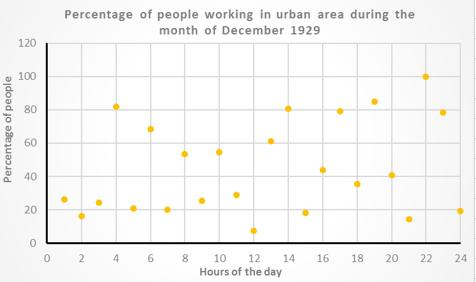 Percentage of people working in urban area during the
month of December 1929
120
100
80
60
40
20
0
Percentage of people
0 2 4 6 8 10 12 14 16 18 20 22 24
Hours of the day